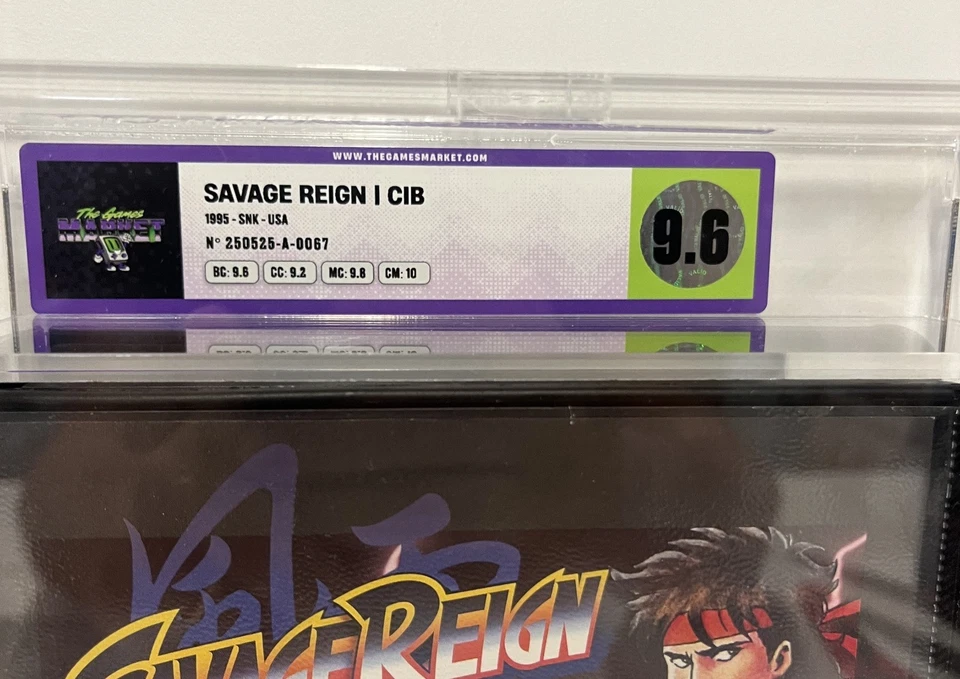 WWW.THEGAMESMARKET.COM
The Games
MARKET
SAVAGE REIGN | CIB
1995 - SNK - USA
N° 250525-A-0067
BC: 9.6 CC: 9.2 MC: 9.8 CM: 10
9.6
VALID
SAVAGE REIGN